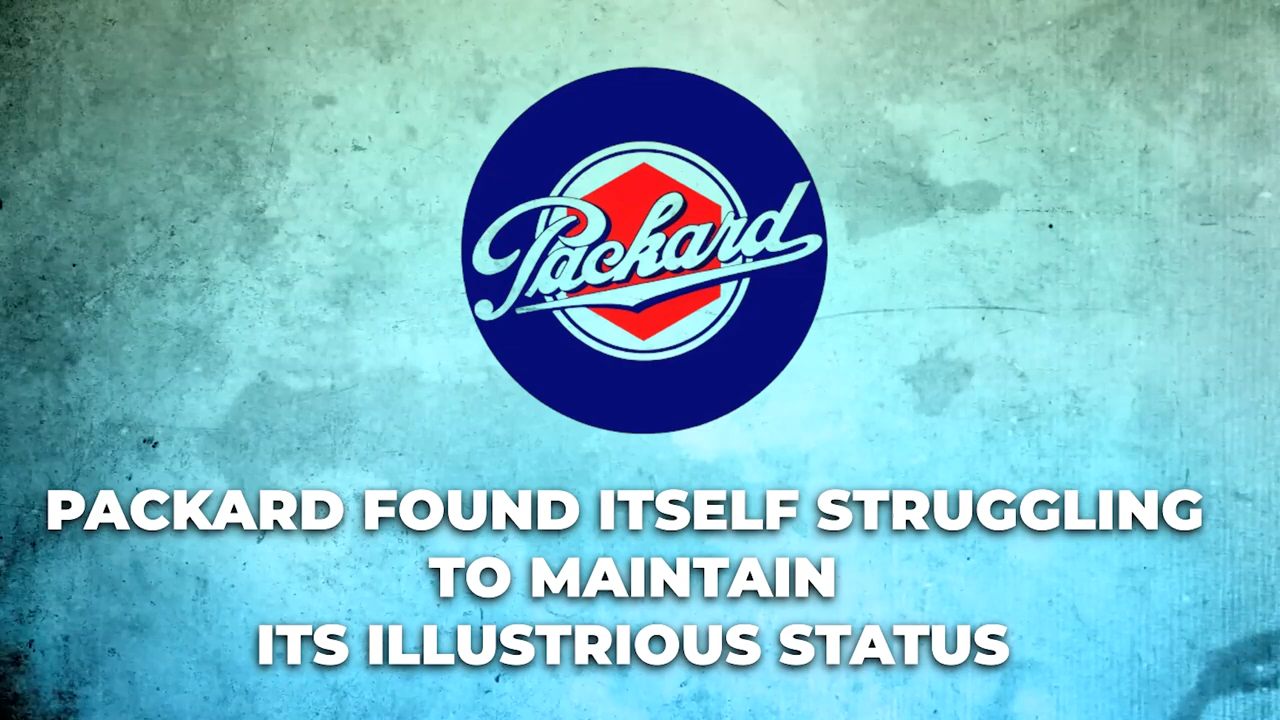 Packard
PACKARD FOUND ITSELF STRUGGLING
TO MAINTAIN
ITS ILLUSTRIOUS STATUS